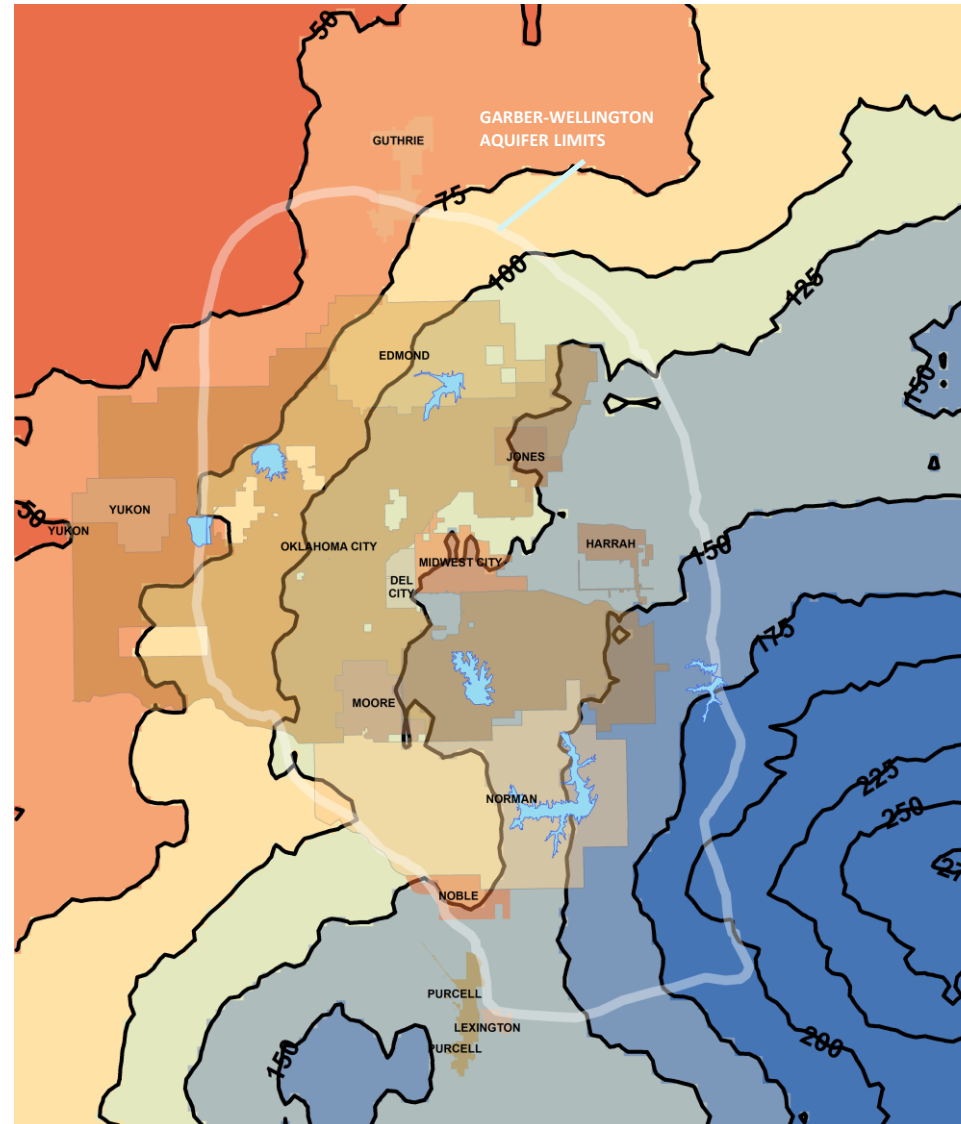 50
GARBER-WELLINGTON
AQUIFER LIMITS
GUTHRIE
75
100
125
EDMOND
150
JONES
YUKON
50
YUKON
OKLAHOMA CITY
MIDWEST CITY
HARRAH
150
DEL
CITY
175
MOORE
225
NORMAN
250
27
NOBLE
PURCELL
LEXINGTON
PURCELL
200
150